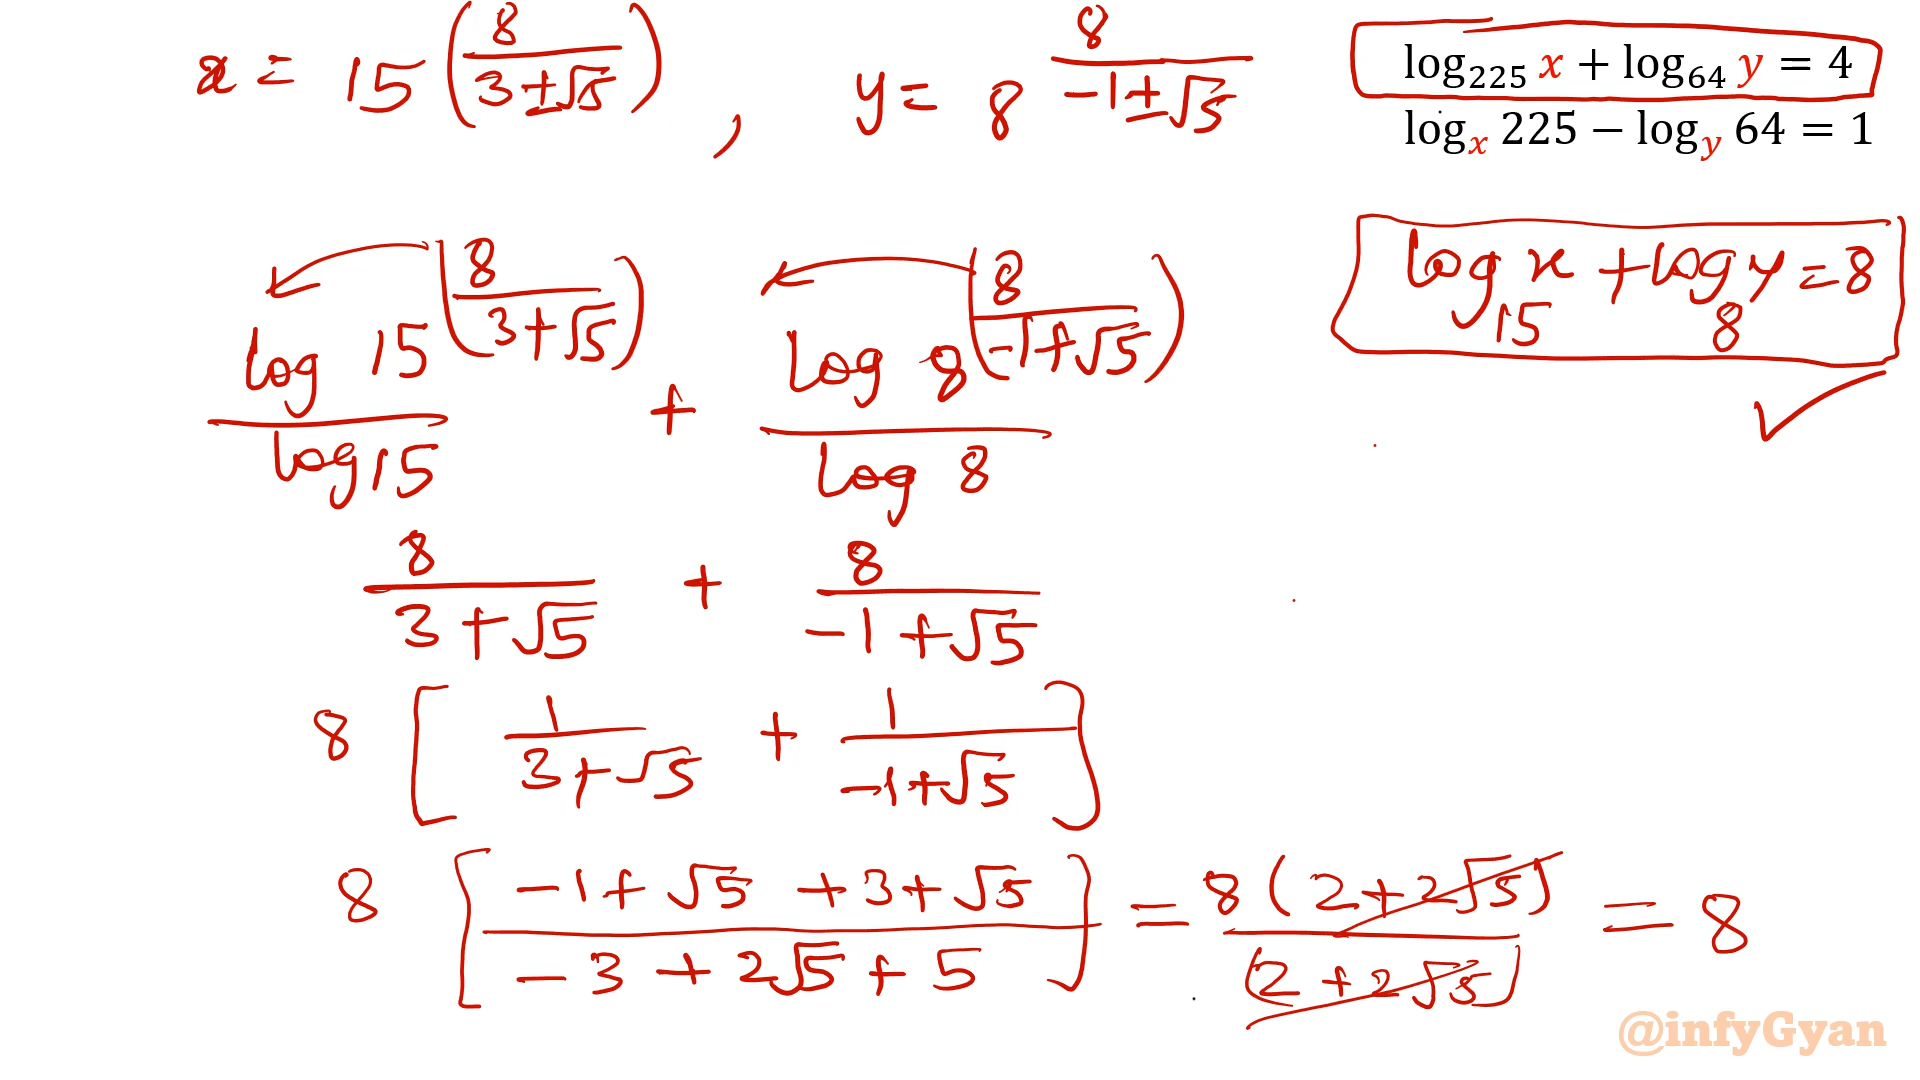 x = 15^(8/(3±√5)) , y = 8^(8/(-1±√5))
log₂₂₅ x + log₆₄ y = 4
logₓ 225 − log_y 64 = 1
log₁₅ x + log₈ y = 8
log 15^(8/(3+√5)) / log 15 + log 8^(8/(-1+√5)) / log 8
8/(3+√5) + 8/(-1+√5)
8 [ 1/(3+√5) + 1/(-1+√5) ]
8 [ (-1+√5 +3+√5)/(-3 + 2√5 + 5) ] = 8(2+2√5)/(2+2√5) = 8
@infyGyan